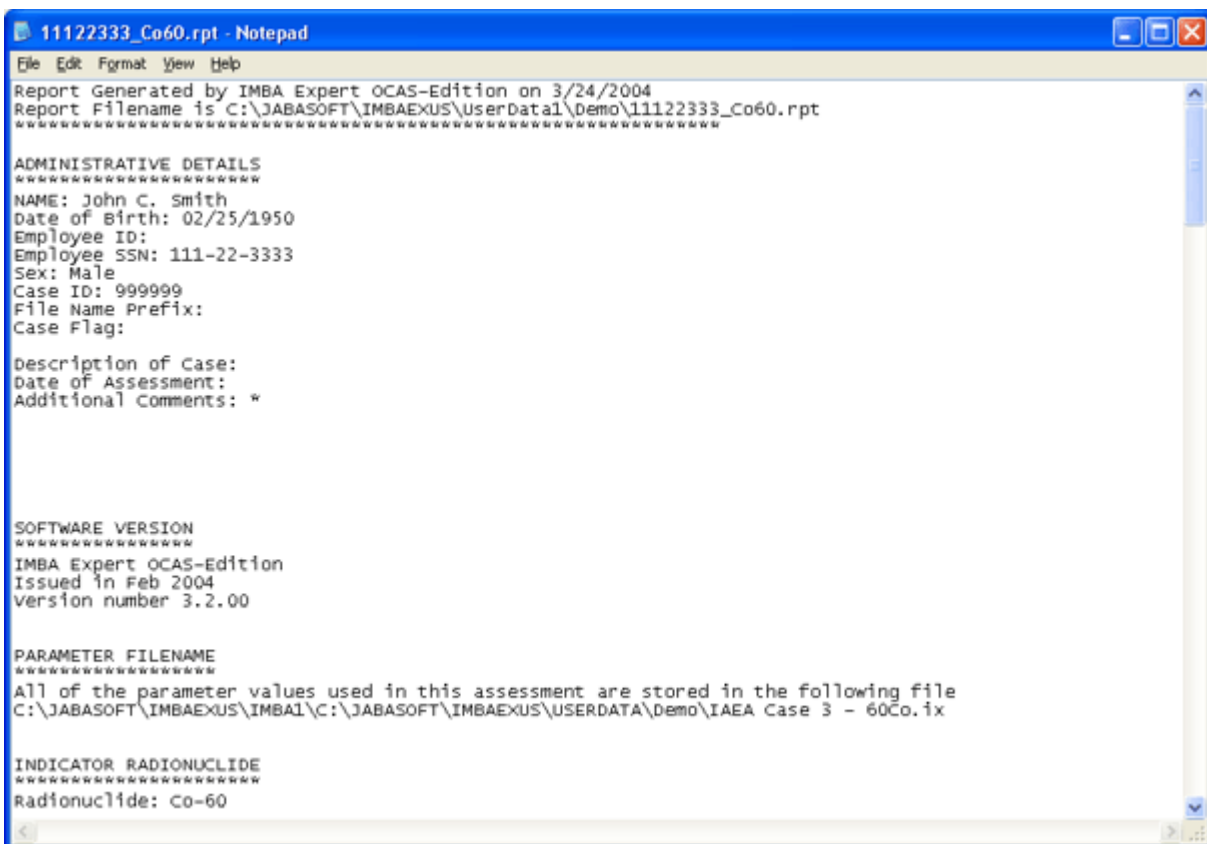 11122333_Co60.rpt - Notepad
File Edit Format View Help
Report Generated by IMBA Expert OCAS-Edition on 3/24/2004
Report Filename is C:\JABASOFT\IMBAEXUS\UserData1\Demo\11122333_Co60.rpt
***************************************************************
ADMINISTRATIVE DETAILS
**********************
NAME: John C. Smith
Date of Birth: 02/25/1950
Employee ID:
Employee SSN: 111-22-3333
Sex: Male
Case ID: 999999
File Name Prefix:
Case Flag:
Description of Case:
Date of Assessment:
Additional Comments: *
SOFTWARE VERSION
****************
IMBA Expert OCAS-Edition
Issued in Feb 2004
Version number 3.2.00
PARAMETER FILENAME
******************
All of the parameter values used in this assessment are stored in the following file
C:\JABASOFT\IMBAEXUS\IMBA1\C:\JABASOFT\IMBAEXUS\USERDATA\Demo\IAEA Case 3 - 60Co.ix
INDICATOR RADIONUCLIDE
**********************
Radionuclide: Co-60